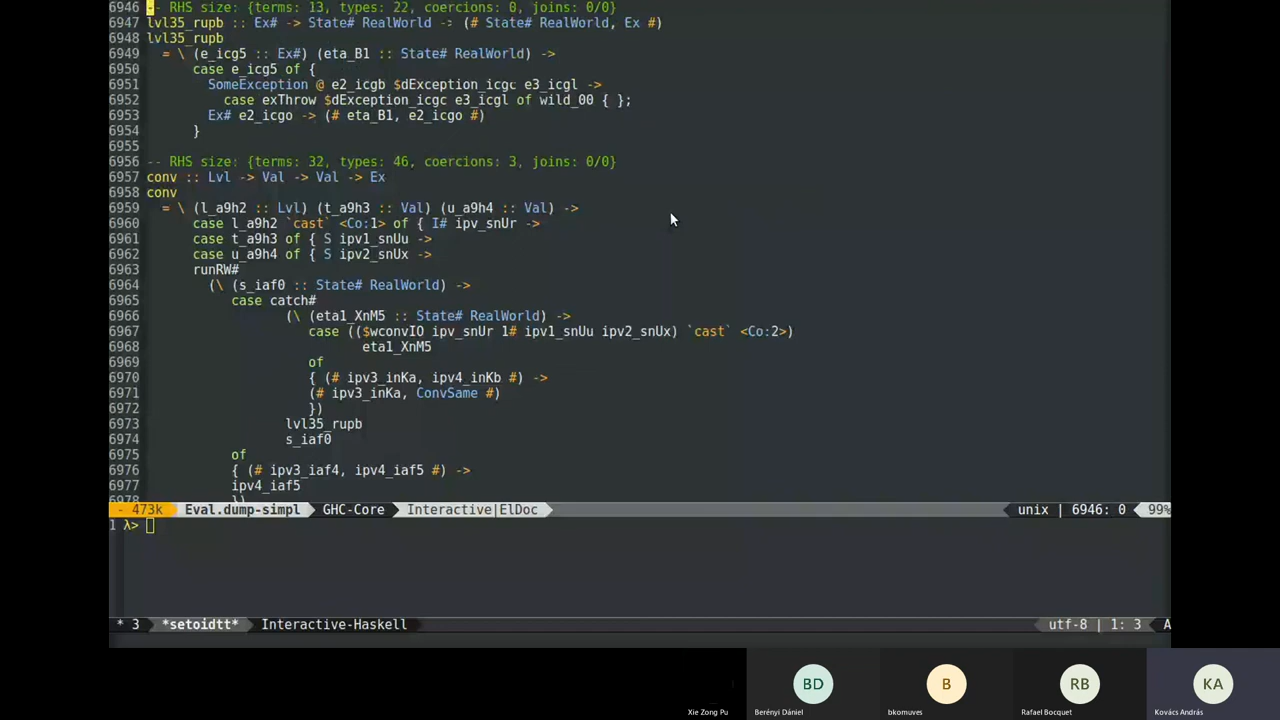 6946 -- RHS size: {terms: 13, types: 22, coercions: 0, joins: 0/0}
6947 lvl35_rupb :: Ex# -> State# RealWorld -> (# State# RealWorld, Ex #)
6948 lvl35_rupb
6949   = \ (e_icg5 :: Ex#) (eta_B1 :: State# RealWorld) ->
6950       case e_icg5 of {
6951         SomeException @ e2_icgb $dException_icgc e3_icgl ->
6952           case exThrow $dException_icgc e3_icgl of wild_00 { };
6953         Ex# e2_icgo -> (# eta_B1, e2_icgo #)
6954       }
6955
6956 -- RHS size: {terms: 32, types: 46, coercions: 3, joins: 0/0}
6957 conv :: Lvl -> Val -> Val -> Ex
6958 conv
6959   = \ (l_a9h2 :: Lvl) (t_a9h3 :: Val) (u_a9h4 :: Val) ->
6960       case l_a9h2 `cast` <Co:1> of { I# ipv_snUr ->
6961       case t_a9h3 of { S ipv1_snUu ->
6962       case u_a9h4 of { S ipv2_snUx ->
6963       runRW#
6964         (\ (s_iaf0 :: State# RealWorld) ->
6965            case catch#
6966                   (\ (eta1_XnM5 :: State# RealWorld) ->
6967                      case (($wconvIO ipv_snUr 1# ipv1_snUu ipv2_snUx) `cast` <Co:2>)
6968                             eta1_XnM5
6969                      of
6970                      { (# ipv3_inKa, ipv4_inKb #) ->
6971                      (# ipv3_inKa, ConvSame #)
6972                      })
6973                   lvl35_rupb
6974                   s_iaf0
6975            of
6976            { (# ipv3_iaf4, ipv4_iaf5 #) ->
6977            ipv4_iaf5
6978            })
- 473k Eval.dump-simpl GHC-Core Interactive|ElDoc unix | 6946: 0 99%
1 λ>
* 3 *setoidtt* Interactive-Haskell utf-8 | 1: 3 A
BD B RB KA
Xie Zong Pu Berényi Dániel bkomuves Rafael Bocquet Kovács András